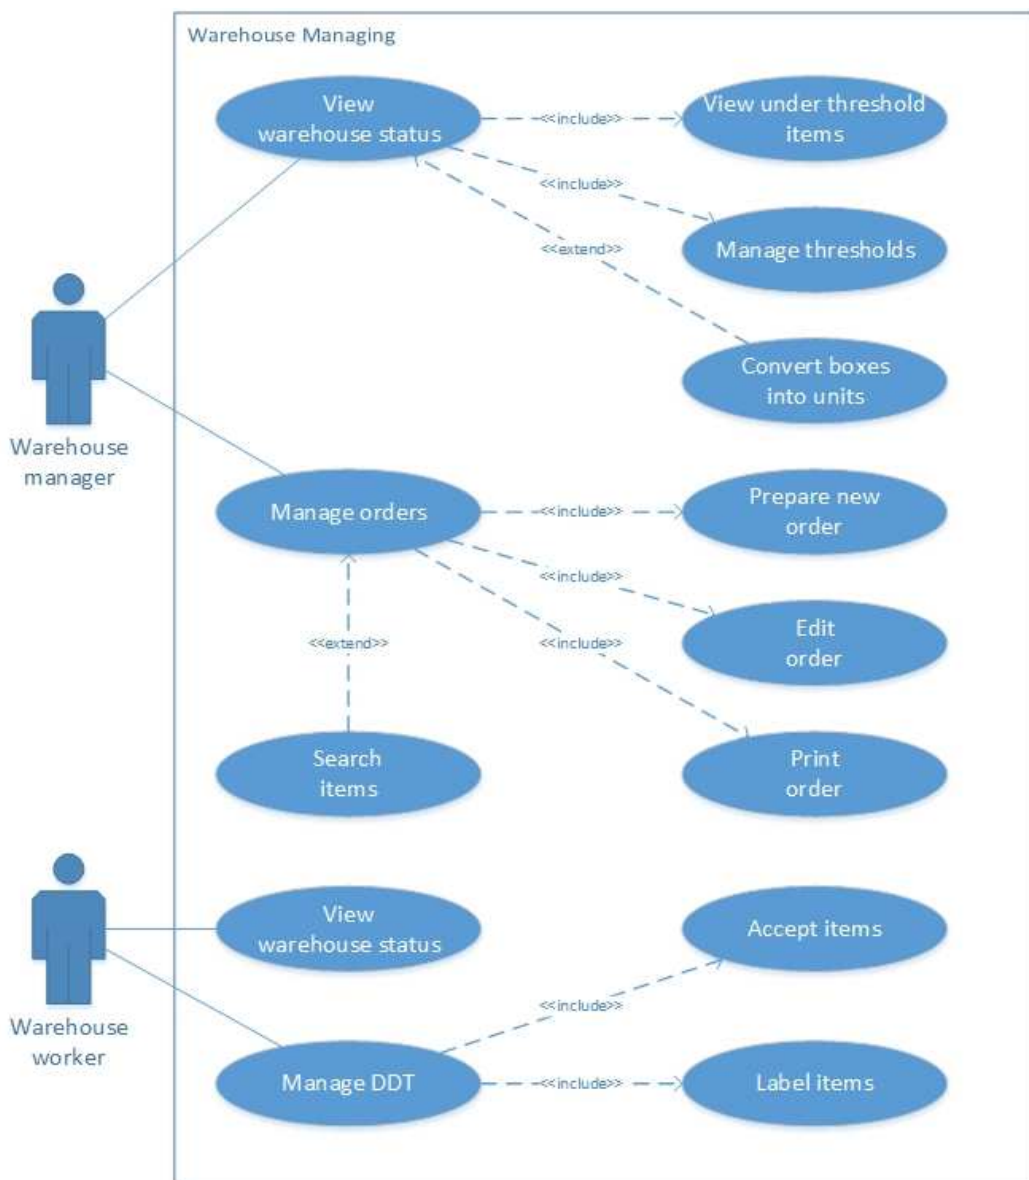 Warehouse Managing
View
warehouse status
<<include>>
View under threshold
items
<<include>>
Manage thresholds
<<extend>>
Convert boxes
into units
Warehouse
manager
Manage orders
<<include>>
Prepare new
order
<<include>>
Edit
order
<<extend>>
<<include>>
Search
items
Print
order
View
warehouse status
Accept items
<<include>>
Warehouse
worker
Manage DDT
<<include>>
Label items